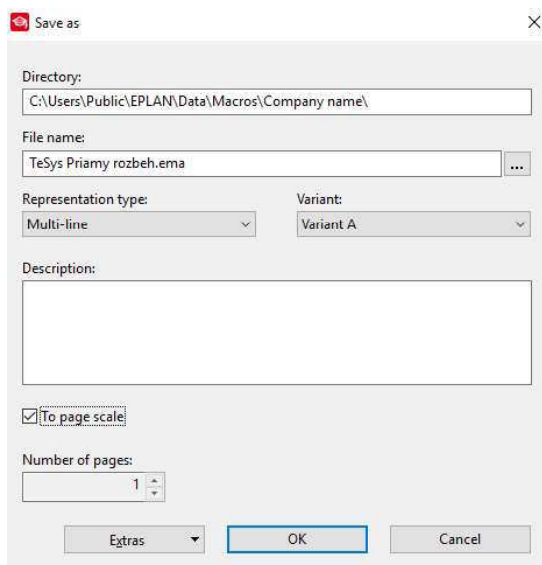 Save as
Directory:
C:\Users\Public\EPLAN\Data\Macros\Company name\
File name:
TeSys Priamy rozbeh.ema
...
Representation type:
Variant:
Multi-line
Variant A
Description:
To page scale
Number of pages:
1
Extras
OK
Cancel